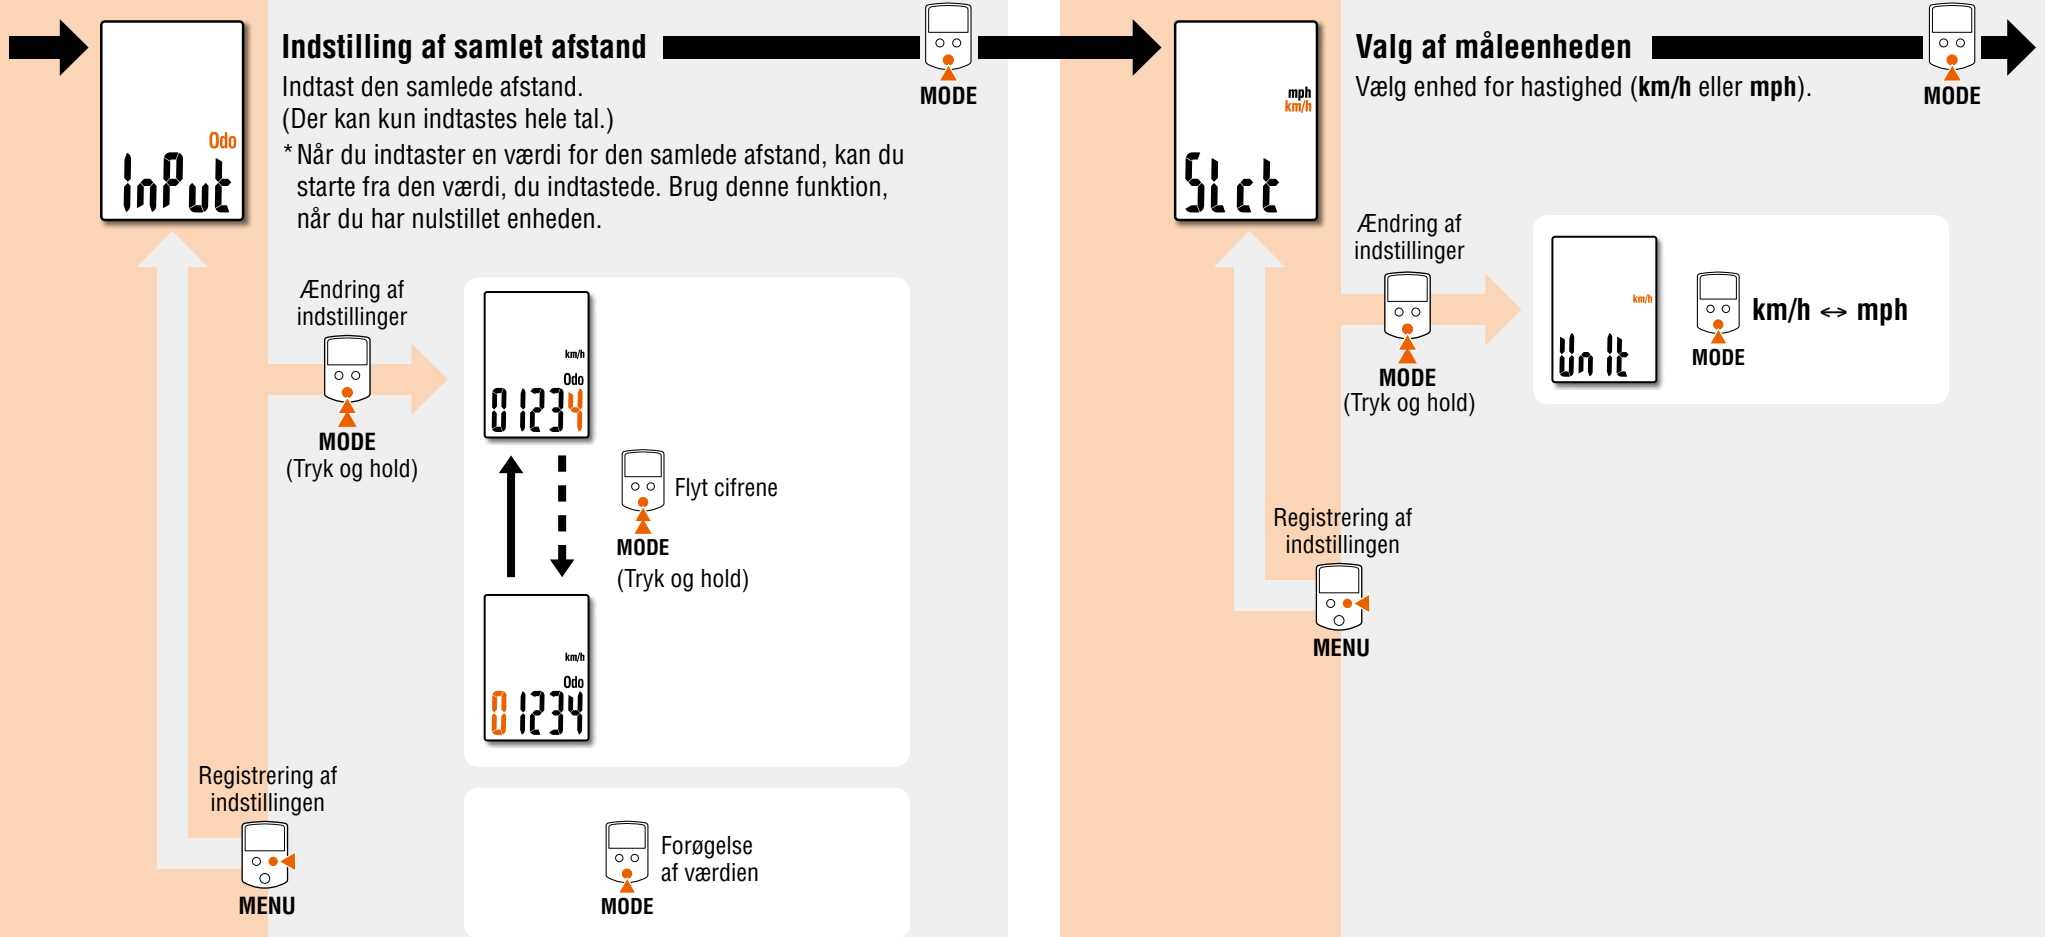 Indstilling af samlet afstand
MODE
Indtast den samlede afstand.
(Der kan kun indtastes hele tal.)
* Når du indtaster en værdi for den samlede afstand, kan du
starte fra den værdi, du indtastede. Brug denne funktion,
når du har nulstillet enheden.
Odo
InPut
Ændring af
indstillinger
MODE
(Tryk og hold)
km/h
Odo
01234
Flyt cifrene
MODE
(Tryk og hold)
km/h
Odo
01234
Registrering af
indstillingen
MENU
Forøgelse
af værdien
MODE
Valg af måleenheden
MODE
Vælg enhed for hastighed (km/h eller mph).
mph
km/h
Slct
Ændring af
indstillinger
MODE
(Tryk og hold)
km/h
UnIt
MODE
km/h ↔ mph
Registrering af
indstillingen
MENU